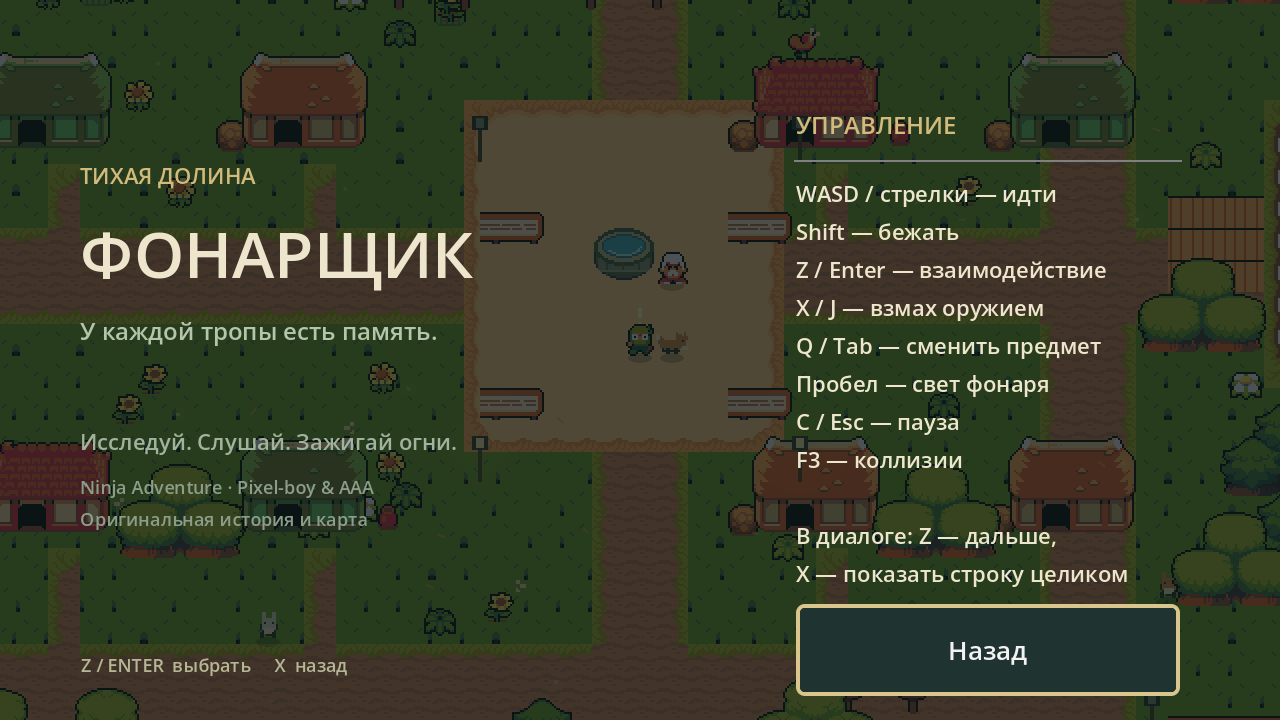 ТИХАЯ ДОЛИНА
ФОНАРЩИК
У каждой тропы есть память.
Исследуй. Слушай. Зажигай огни.
Ninja Adventure · Pixel-boy & AAA
Оригинальная история и карта
Z / ENTER выбрать X назад
УПРАВЛЕНИЕ
WASD / стрелки — идти
Shift — бежать
Z / Enter — взаимодействие
X / J — взмах оружием
Q / Tab — сменить предмет
Пробел — свет фонаря
C / Esc — пауза
F3 — коллизии
В диалоге: Z — дальше,
X — показать строку целиком
Назад